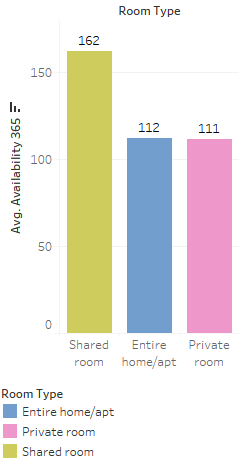 Room Type
Avg. Availability 365
150
100
50
0
162
112
111
Shared
room
Entire
home/apt
Private
room
Room Type
Entire home/apt
Private room
Shared room